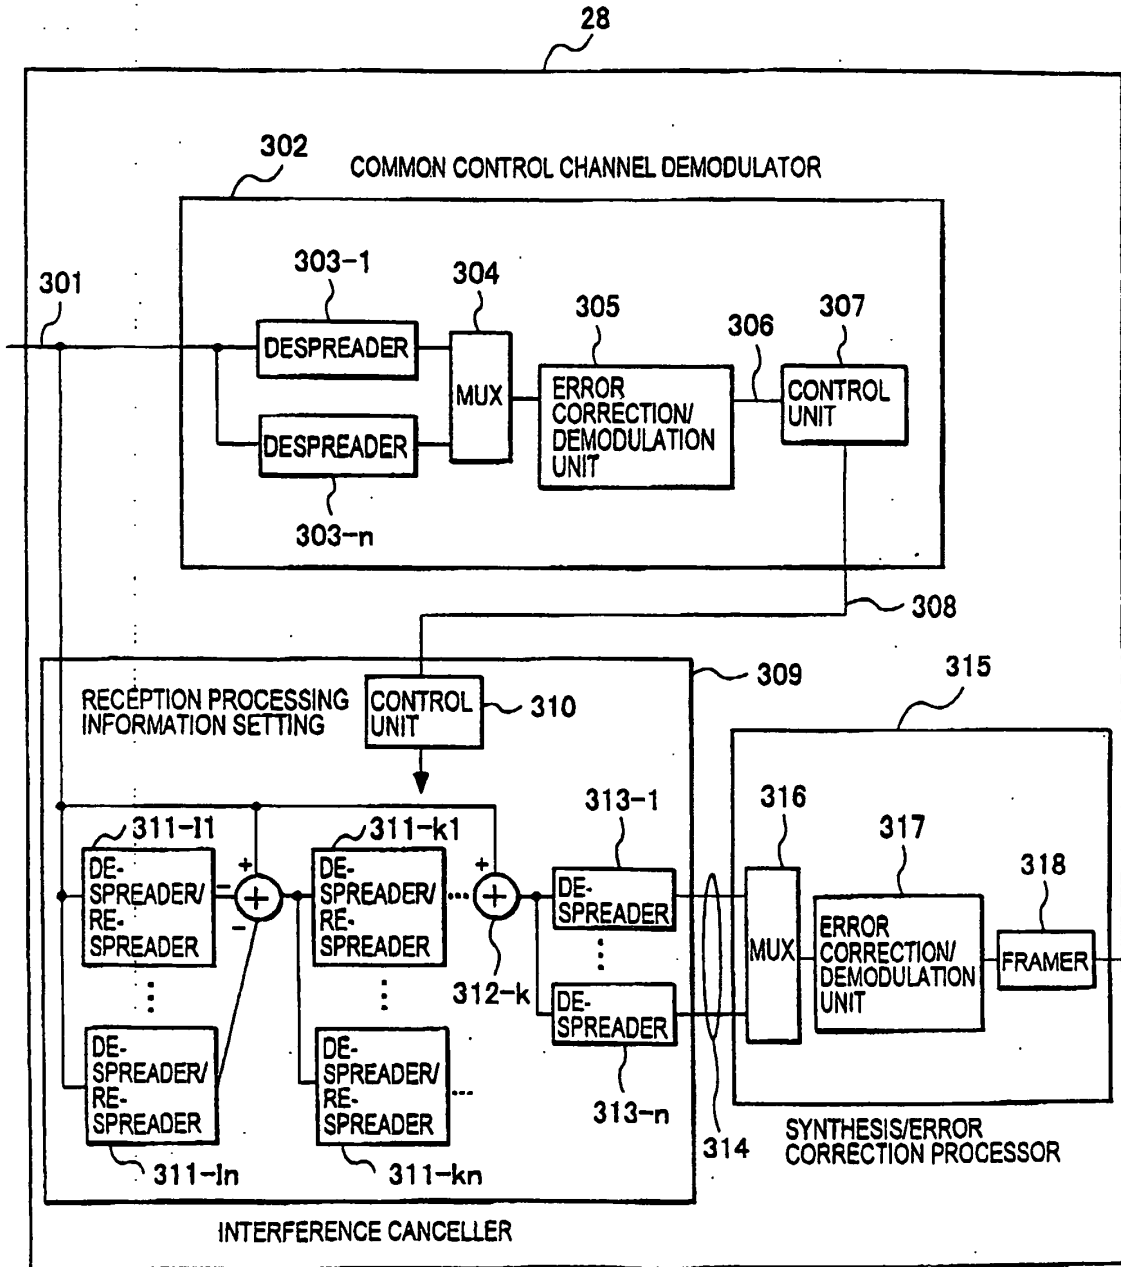 28
302
COMMON CONTROL CHANNEL DEMODULATOR
303-1
304
301
305
306
307
DESPREADER
MUX
ERROR
CORRECTION/
DEMODULATION
UNIT
CONTROL
UNIT
DESPREADER
303-n
308
309
315
RECEPTION PROCESSING
INFORMATION SETTING
CONTROL
UNIT
310
313-1
316
311-11
311-k1
317
318
+
+
DE-
SPREADER/
RE-
SPREADER
-
+
-
DE-
SPREADER/
RE-
SPREADER
...
+
DE-
SPREADER
MUX
ERROR
CORRECTION/
DEMODULATION
UNIT
FRAMER
312-k
DE-
SPREADER/
RE-
SPREADER
DE-
SPREADER/
RE-
SPREADER
...
DE-
SPREADER
313-n
314
SYNTHESIS/ERROR
CORRECTION PROCESSOR
311-1n
311-kn
INTERFERENCE CANCELLER